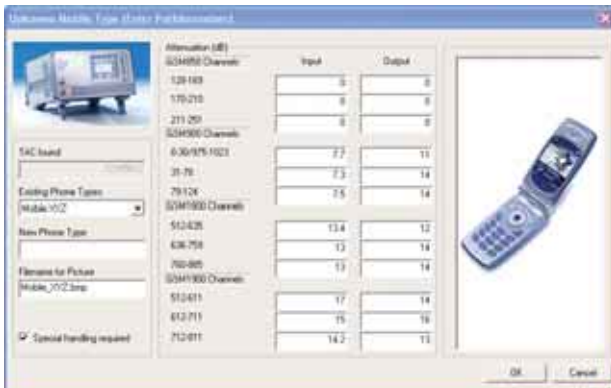 Unknown Mobile Type (Enter Pathattenuation)
Attenuation (dB)
GSM850 Channels Input Output
128-169 0 0
170-210 0 0
211-251 0 0
GSM900 Channels
0-30/975-1023 7.7 11
31-78 7.3 14
79-124 7.5 14
GSM1800 Channels
512-635 13.4 12
636-759 13 14
760-885 13 14
GSM1900 Channels
512-611 17 14
612-711 15 16
712-811 14.2 13
TAC found
Existing Phone Types
Mobile XYZ
New Phone Type
Filename for Picture
Mobile_XYZ.bmp
Special handling required
OK Cancel